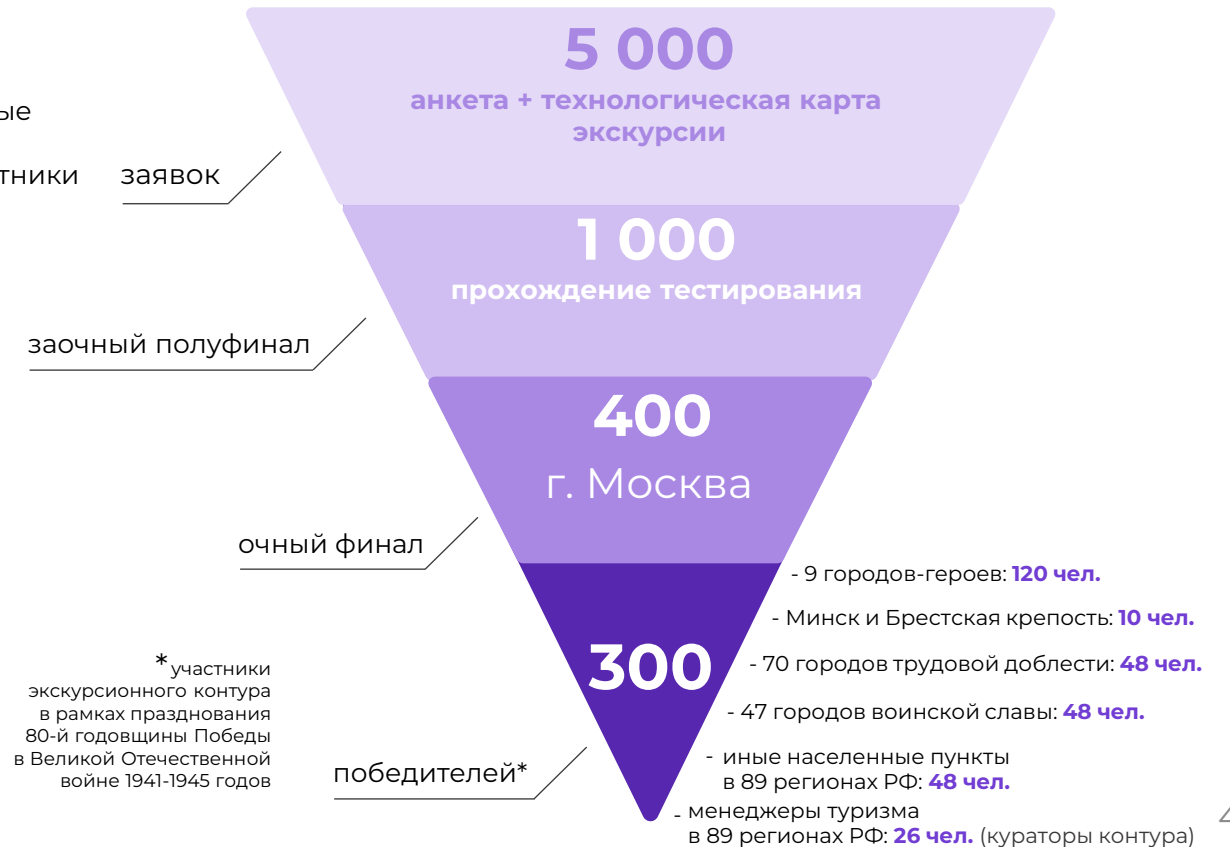 5 000
анкета + технологическая карта
экскурсии
заявок
1 000
прохождение тестирования
заочный полуфинал
400
г. Москва
очный финал
300
- 9 городов-героев: 120 чел.
- Минск и Брестская крепость: 10 чел.
- 70 городов трудовой доблести: 48 чел.
- 47 городов воинской славы: 48 чел.
- иные населенные пункты
в 89 регионах РФ: 48 чел.
- менеджеры туризма
в 89 регионах РФ: 26 чел. (кураторы контура)
победителей*
*участники
экскурсионного контура
в рамках празднования
80-й годовщины Победы
в Великой Отечественной
войне 1941-1945 годов